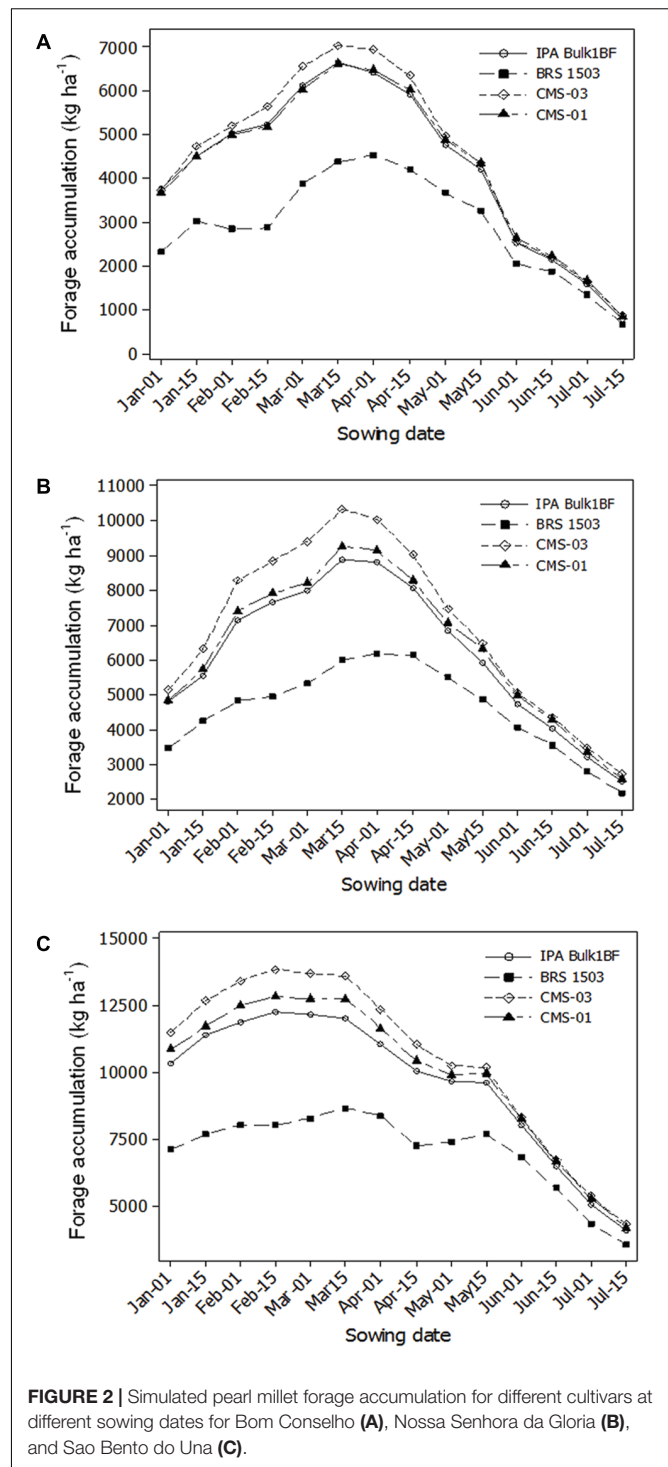 A
Forage accumulation (kg ha-1)
7000
6000
5000
4000
3000
2000
1000
0
IPA Bulk1BF
BRS 1503
CMS-03
CMS-01
Jan-01
Jan-15
Feb-01
Feb-15
Mar-01
Mar15
Apr-01
Apr-15
May-01
May15
Jun-01
Jun-15
Jul-01
Jul-15
Sowing date
B
Forage accumulation (kg ha-1)
11000
10000
9000
8000
7000
6000
5000
4000
3000
2000
IPA Bulk1BF
BRS 1503
CMS-03
CMS-01
Jan-01
Jan-15
Feb-01
Feb-15
Mar-01
Mar15
Apr-01
Apr-15
May-01
May15
Jun-01
Jun-15
Jul-01
Jul-15
Sowing date
C
Forage accumulation (kg ha-1)
15000
12500
10000
7500
5000
IPA Bulk1BF
BRS 1503
CMS-03
CMS-01
Jan-01
Jan-15
Feb-01
Feb-15
Mar-01
Mar15
Apr-01
Apr-15
May-01
May15
Jun-01
Jun-15
Jul-01
Jul-15
Sowing date
FIGURE 2 | Simulated pearl millet forage accumulation for different cultivars at
different sowing dates for Bom Conselho (A), Nossa Senhora da Gloria (B),
and Sao Bento do Una (C).